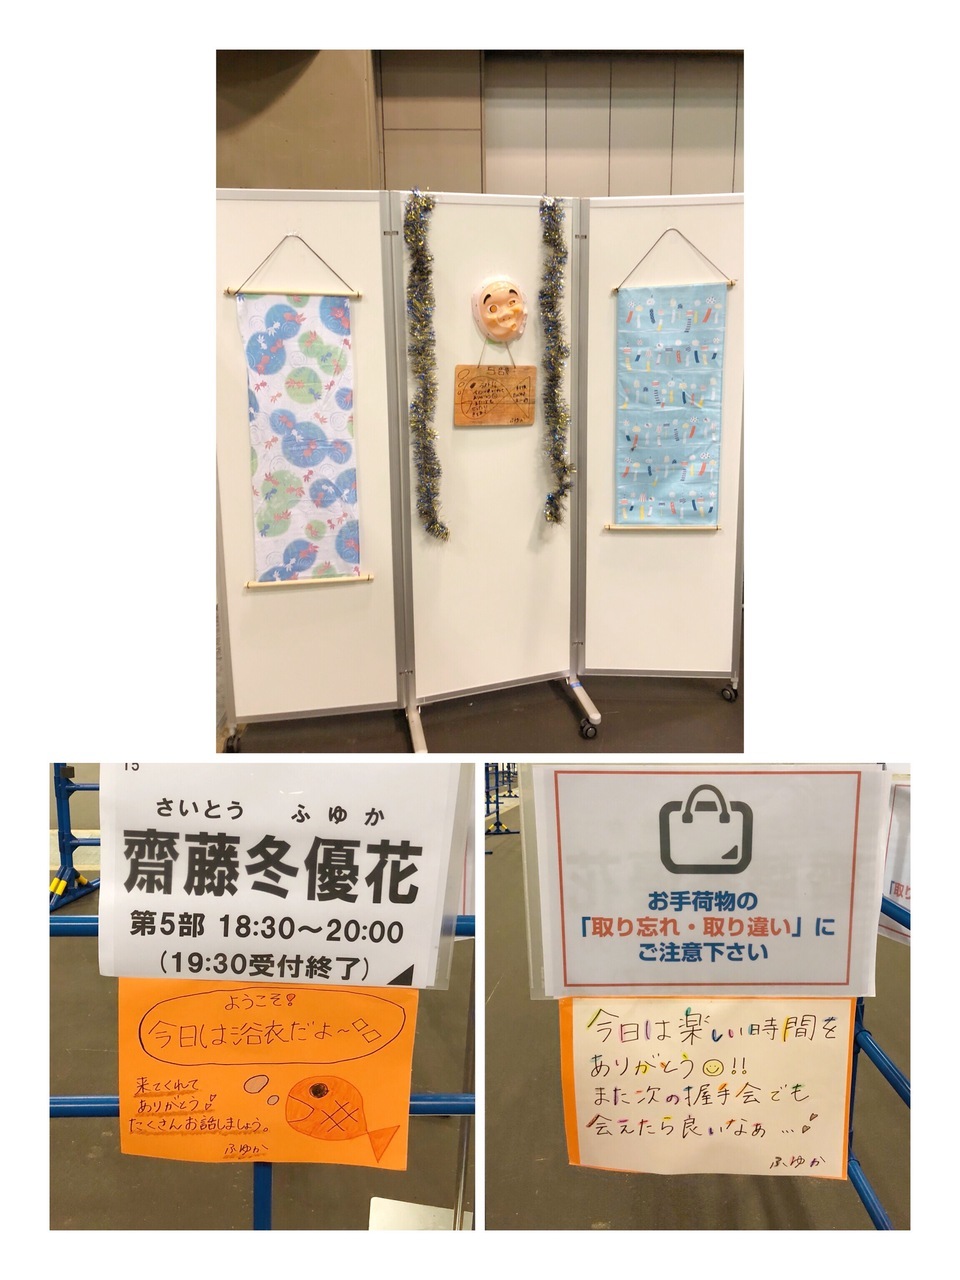 5部
15
さいとう ふゆか
齋藤冬優花
第5部 18:30～20:00
(19:30受付終了)
ようこそ!
今日は浴衣だよ～
来てくれて
ありがとう
たくさんお話しましょう。
ふゆか
お手荷物の
「取り忘れ・取り違い」に
ご注意下さい
今日は楽しい時間を
ありがとう!!
また次の握手会でも
会えたら良いなぁ…
ふゆか